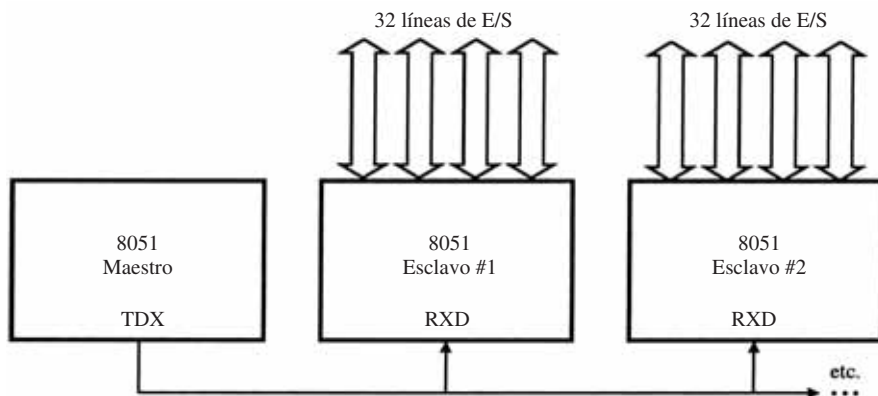 32 líneas de E/S
32 líneas de E/S
8051
Maestro
TDX
8051
Esclavo #1
RXD
8051
Esclavo #2
RXD
etc.
•••